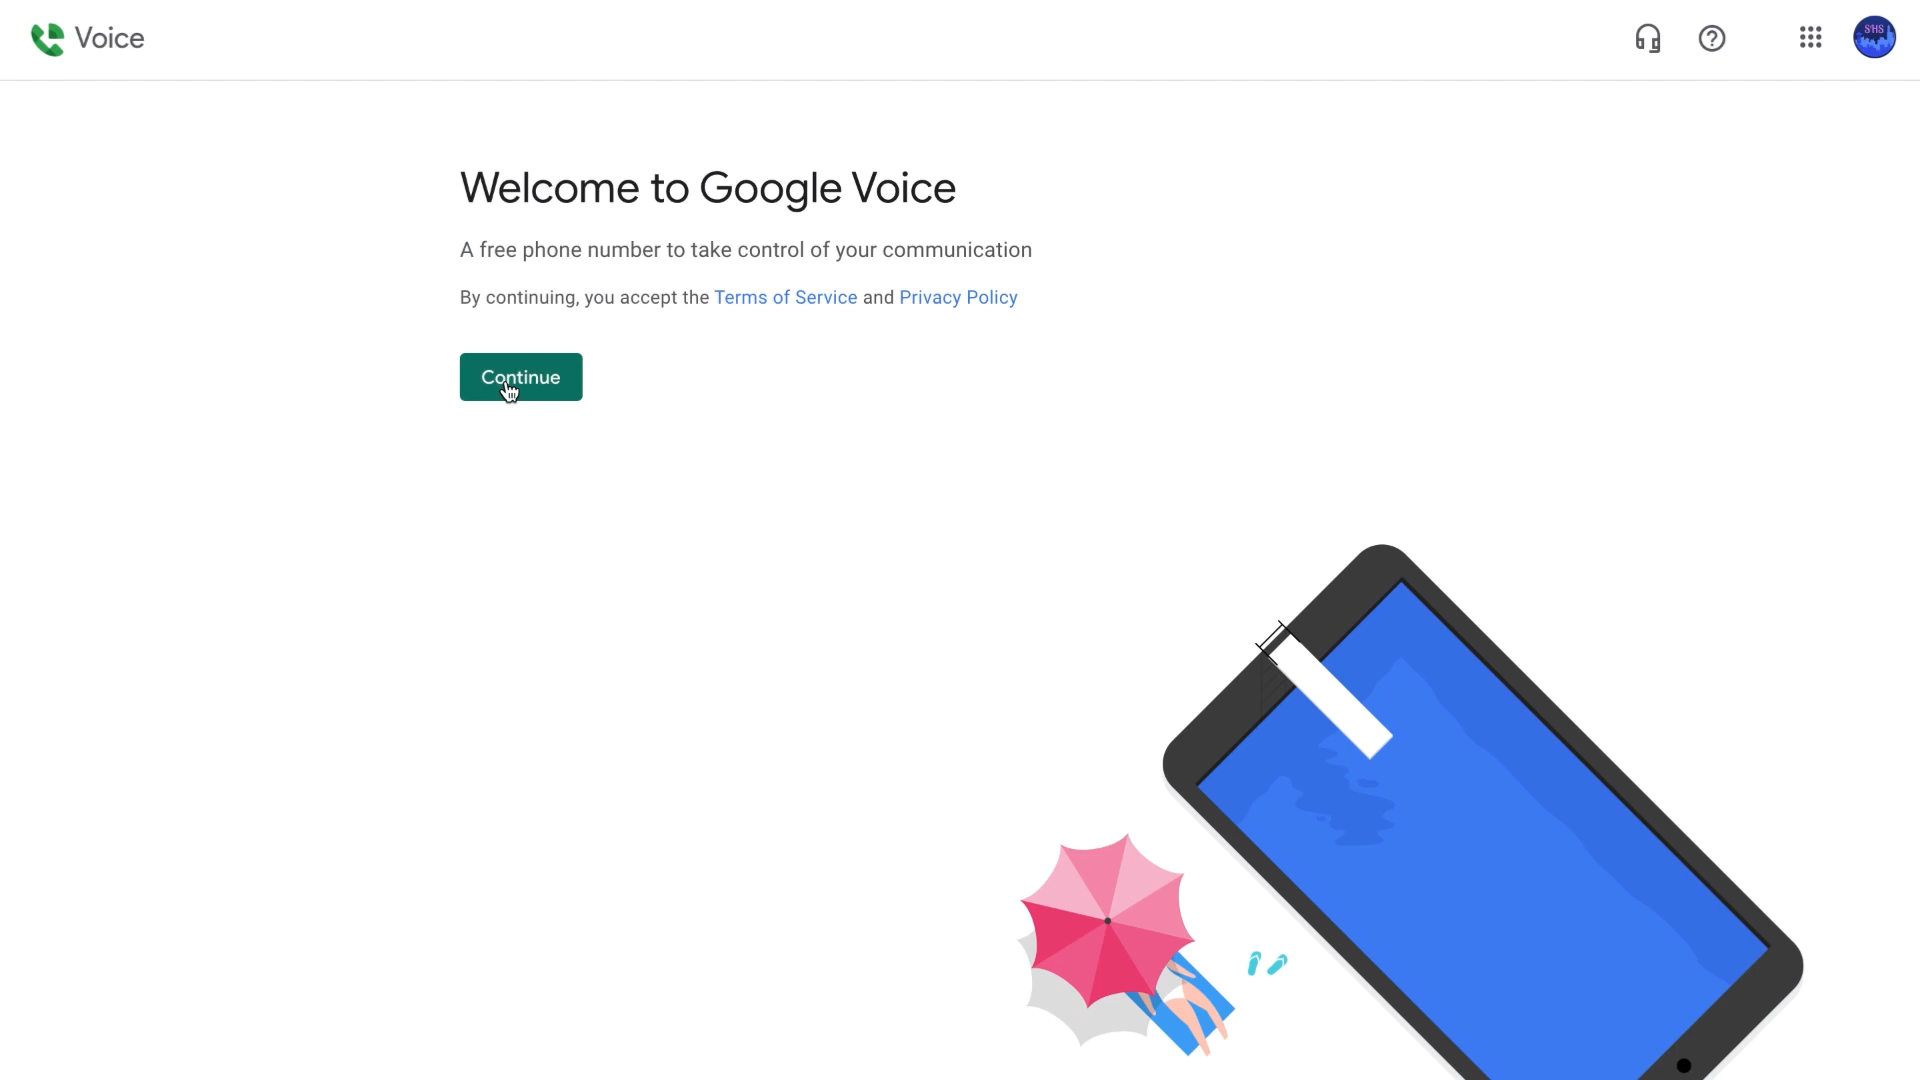 Voice
SHS
Welcome to Google Voice
A free phone number to take control of your communication
By continuing, you accept the Terms of Service and Privacy Policy
Continue